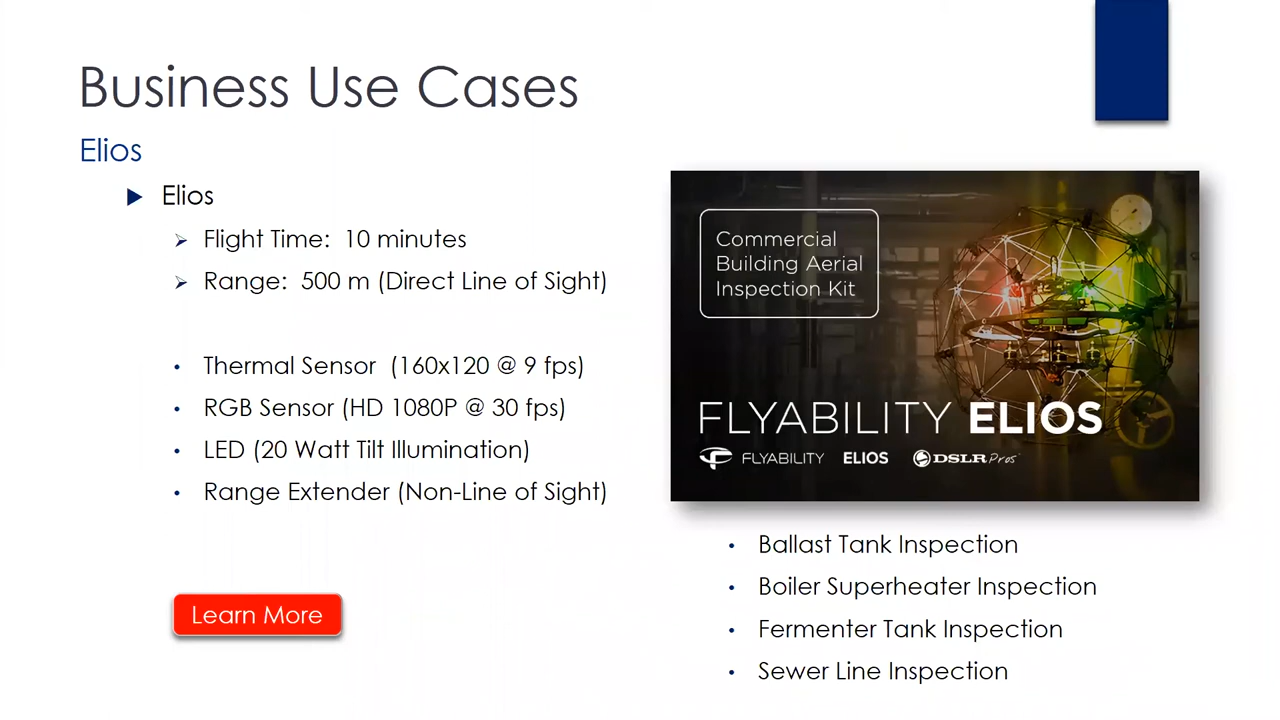 Business Use Cases
Elios
Elios
Flight Time: 10 minutes
Range: 500 m (Direct Line of Sight)
Thermal Sensor (160x120 @ 9 fps)
RGB Sensor (HD 1080P @ 30 fps)
LED (20 Watt Tilt Illumination)
Range Extender (Non-Line of Sight)
Learn More
Commercial
Building Aerial
Inspection Kit
FLYABILITY ELIOS
FLYABILITY ELIOS DSLRPros
Ballast Tank Inspection
Boiler Superheater Inspection
Fermenter Tank Inspection
Sewer Line Inspection